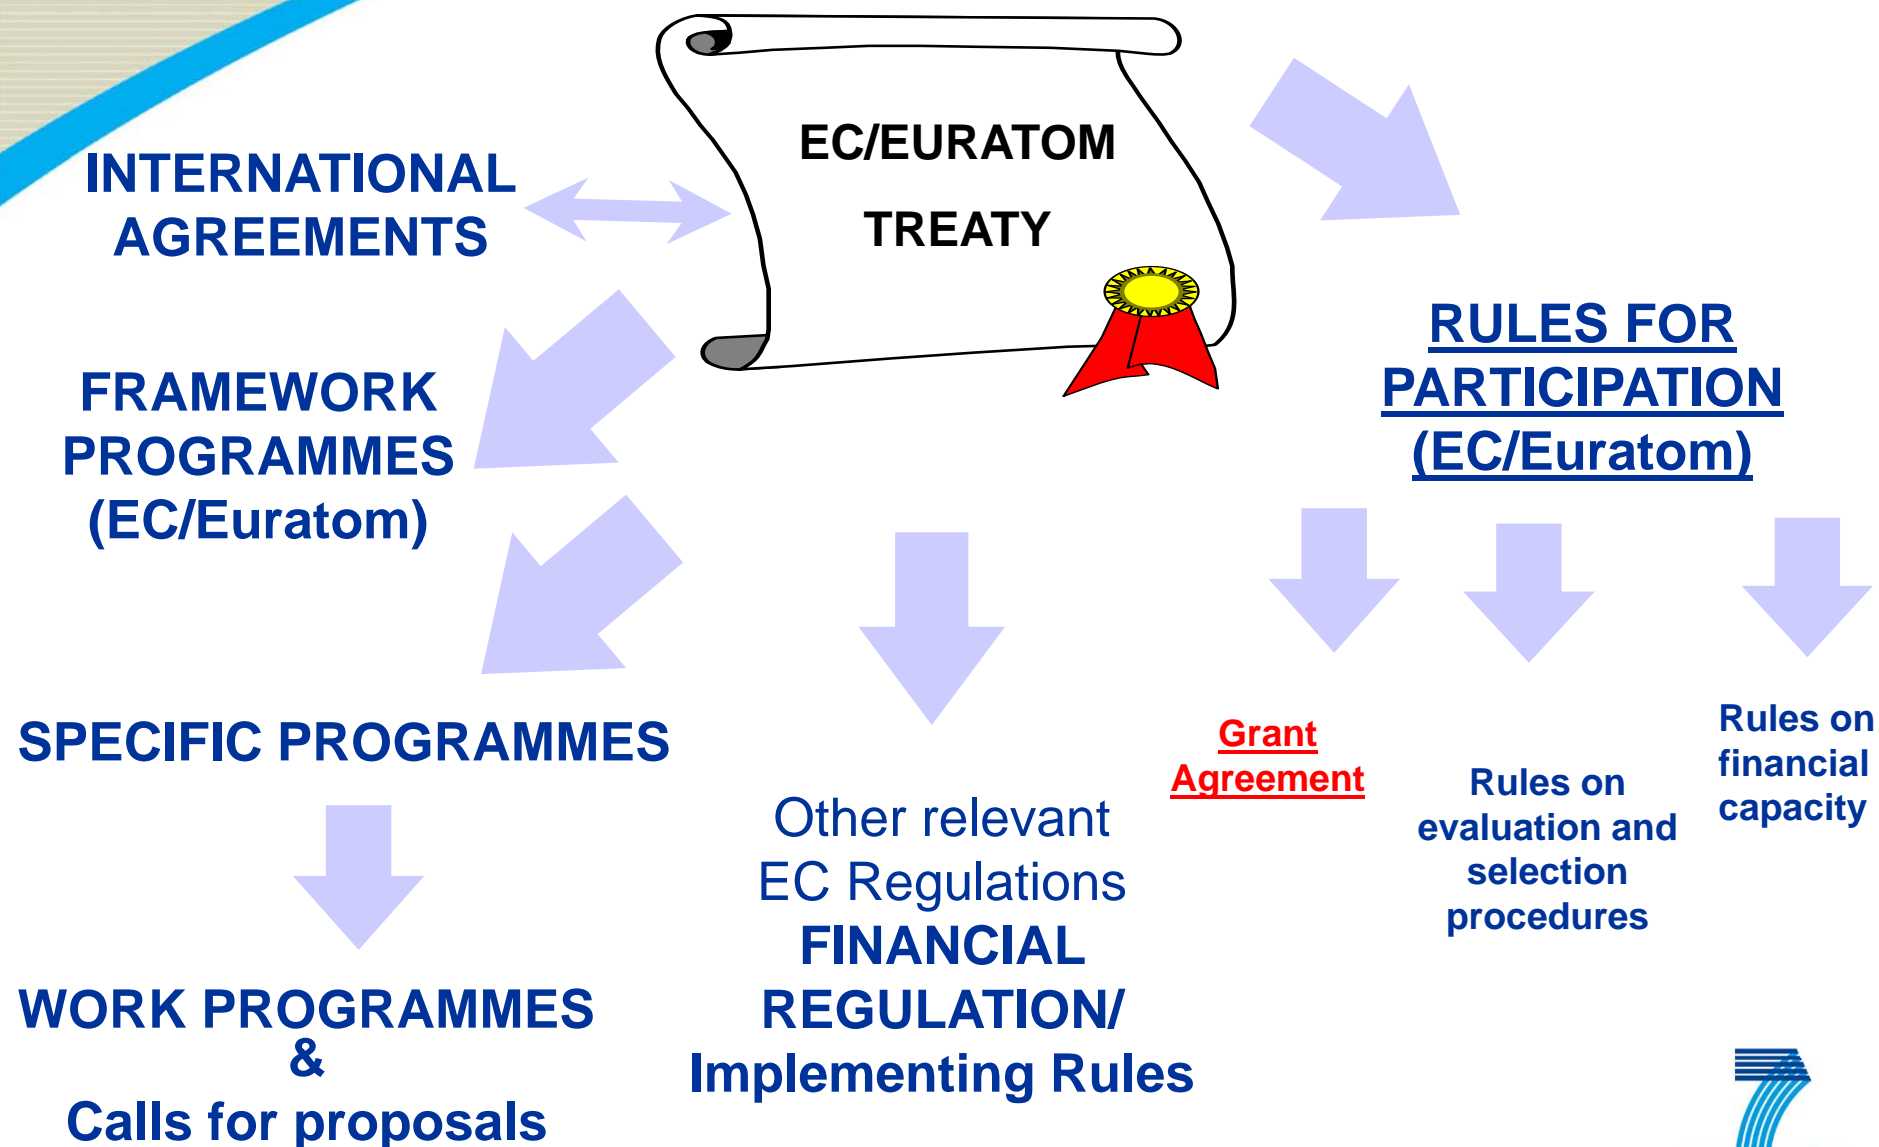 EC/EURATOM
TREATY
INTERNATIONAL
AGREEMENTS
FRAMEWORK
PROGRAMMES
(EC/Euratom)
RULES FOR
PARTICIPATION
(EC/Euratom)
SPECIFIC PROGRAMMES
WORK PROGRAMMES
&
Calls for proposals
Other relevant
EC Regulations
FINANCIAL
REGULATION/
Implementing Rules
Grant
Agreement
Rules on
evaluation and
selection
procedures
Rules on
financial
capacity
7